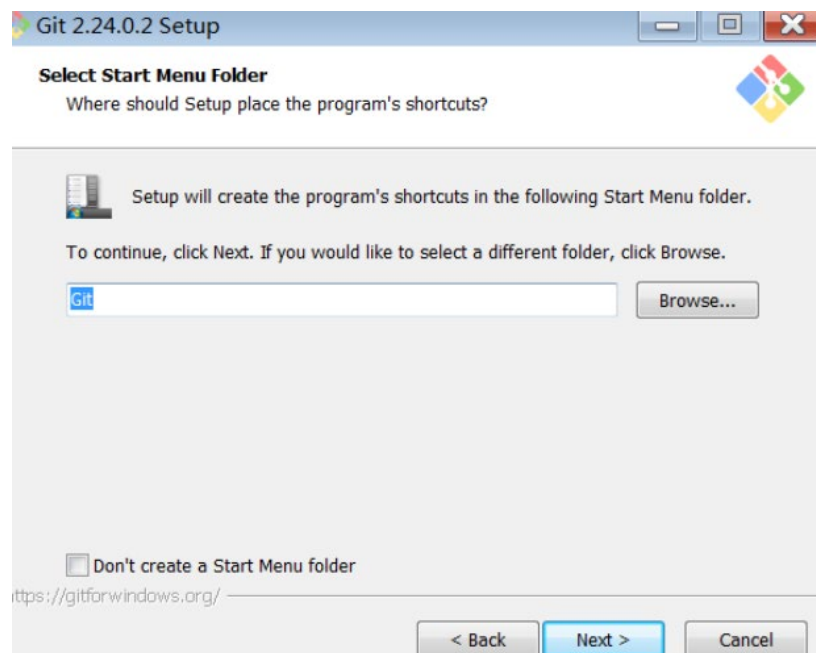 Git 2.24.0.2 Setup
Select Start Menu Folder
Where should Setup place the program's shortcuts?
Setup will create the program's shortcuts in the following Start Menu folder.
To continue, click Next. If you would like to select a different folder, click Browse.
Git
Browse...
Don't create a Start Menu folder
ttps://gitforwindows.org/
< Back
Next >
Cancel